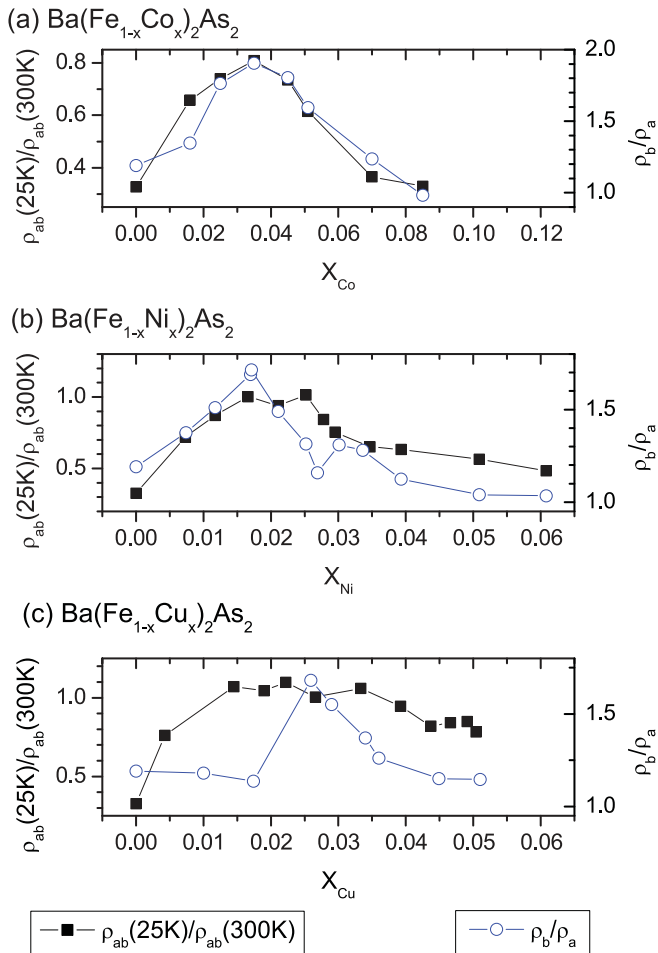 (a) Ba(Fe₁₋ₓCoₓ)₂As₂
ρab(25K)/ρab(300K)
0.8
0.6
0.4
2.0
1.5
1.0
ρb/ρa
0.00 0.02 0.04 0.06 0.08 0.10 0.12
XCo
(b) Ba(Fe₁₋ₓNiₓ)₂As₂
ρab(25K)/ρab(300K)
1.0
0.5
1.5
1.0
ρb/ρa
0.00 0.01 0.02 0.03 0.04 0.05 0.06
XNi
(c) Ba(Fe₁₋ₓCuₓ)₂As₂
ρab(25K)/ρab(300K)
1.0
0.5
1.5
1.0
ρb/ρa
0.00 0.01 0.02 0.03 0.04 0.05 0.06
XCu
ρab(25K)/ρab(300K)
ρb/ρa